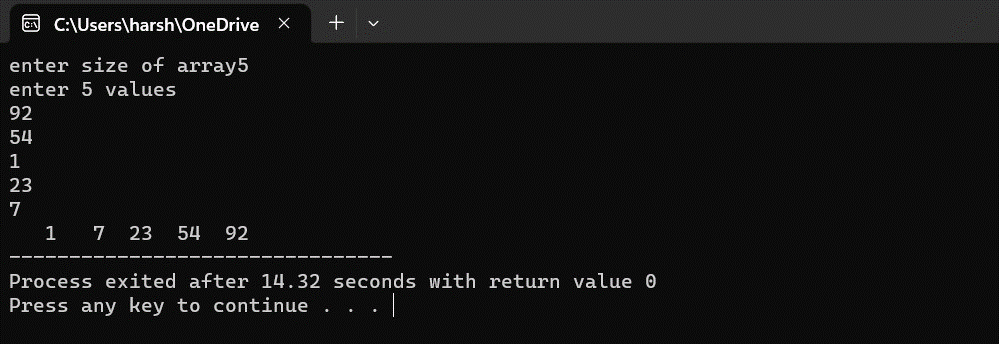 C:\Users\harsh\OneDrive
enter size of array5
enter 5 values
92
54
1
23
7
   1   7  23  54  92
--------------------------------
Process exited after 14.32 seconds with return value 0
Press any key to continue . . .